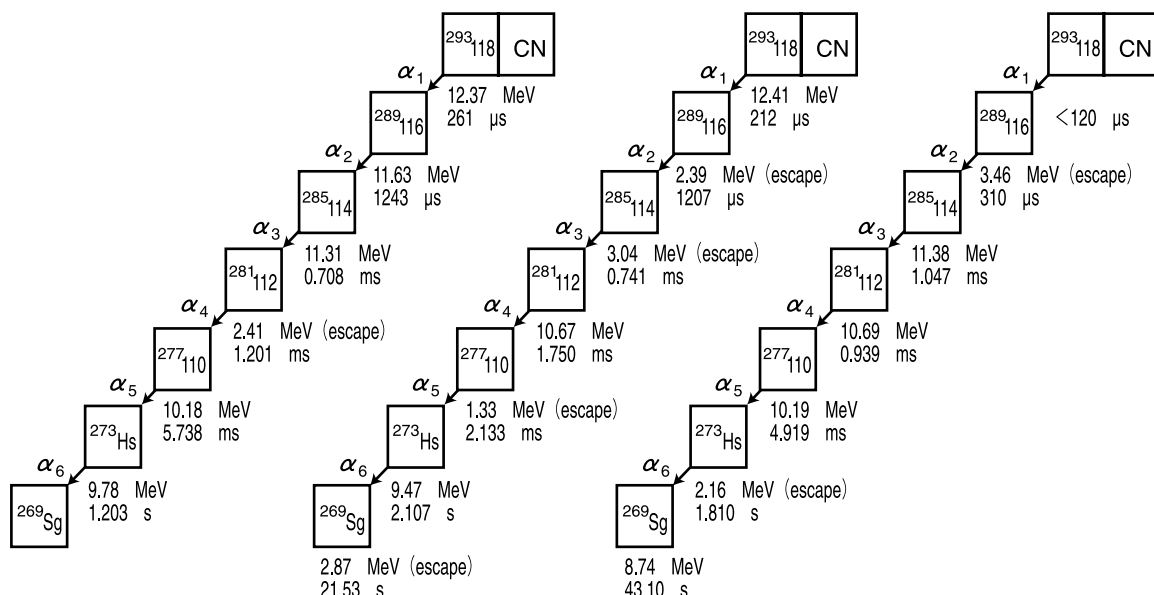 293118 CN
α1
12.37 MeV
261 μs
289116
α2
11.63 MeV
1243 μs
285114
α3
11.31 MeV
0.708 ms
281112
α4
2.41 MeV (escape)
1.201 ms
277110
α5
10.18 MeV
5.738 ms
273Hs
α6
9.78 MeV
1.203 s
269Sg
293118 CN
α1
12.41 MeV
212 μs
289116
α2
2.39 MeV (escape)
1207 μs
285114
α3
3.04 MeV (escape)
0.741 ms
281112
α4
10.67 MeV
1.750 ms
277110
α5
1.33 MeV (escape)
2.133 ms
273Hs
α6
9.47 MeV
2.107 s
269Sg
2.87 MeV (escape)
21.53 s
293118 CN
α1
<120 μs
289116
α2
3.46 MeV (escape)
310 μs
285114
α3
11.38 MeV
1.047 ms
281112
α4
10.69 MeV
0.939 ms
277110
α5
10.19 MeV
4.919 ms
273Hs
α6
2.16 MeV (escape)
1.810 s
269Sg
8.74 MeV
43.10 s